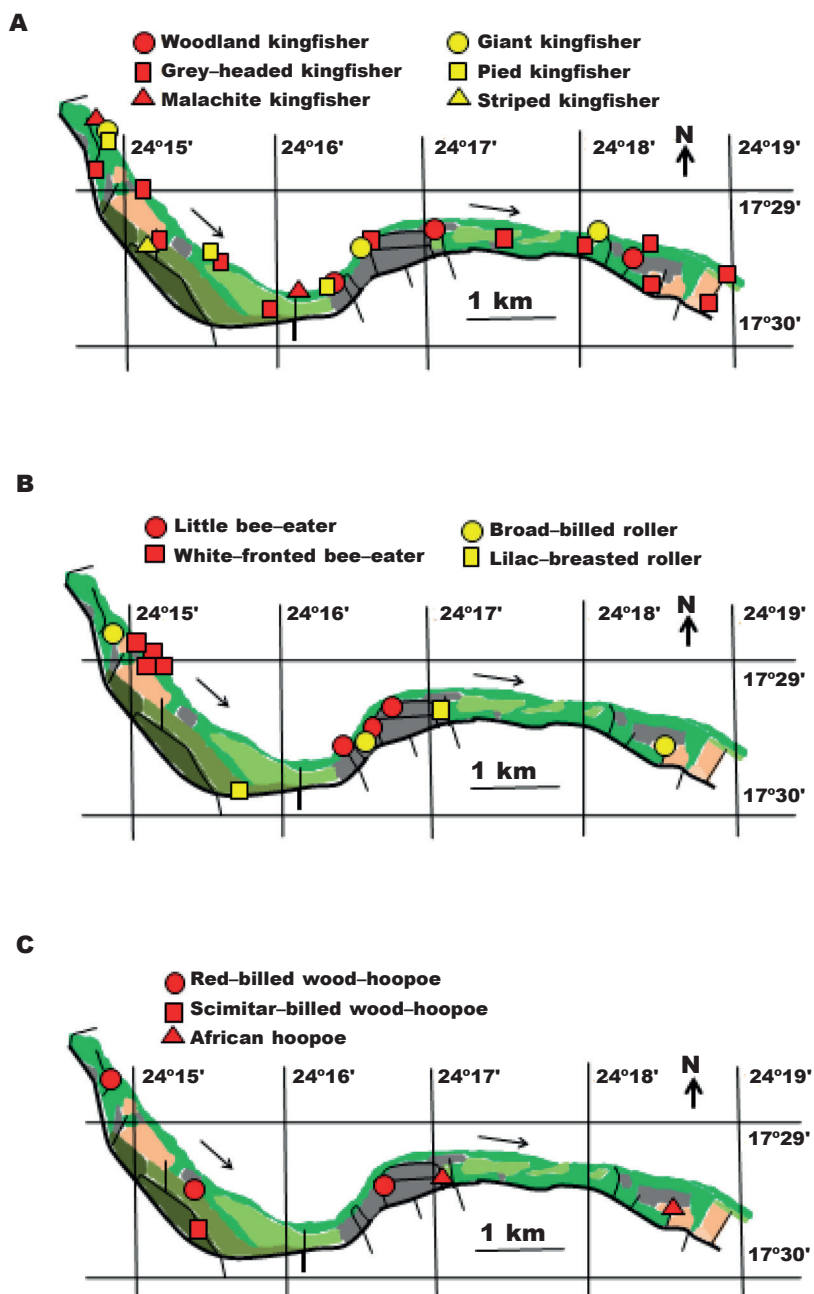 A
Woodland kingfisher Giant kingfisher
Grey–headed kingfisher Pied kingfisher
Malachite kingfisher Striped kingfisher
N
24º15' 24º16' 24º17' 24º18' 24º19'
17º29'
1 km
17º30'
B
Little bee–eater Broad–billed roller
White–fronted bee–eater Lilac–breasted roller
N
24º15' 24º16' 24º17' 24º18' 24º19'
17º29'
1 km
17º30'
C
Red–billed wood–hoopoe
Scimitar–billed wood–hoopoe
African hoopoe
N
24º15' 24º16' 24º17' 24º18' 24º19'
17º29'
1 km
17º30'